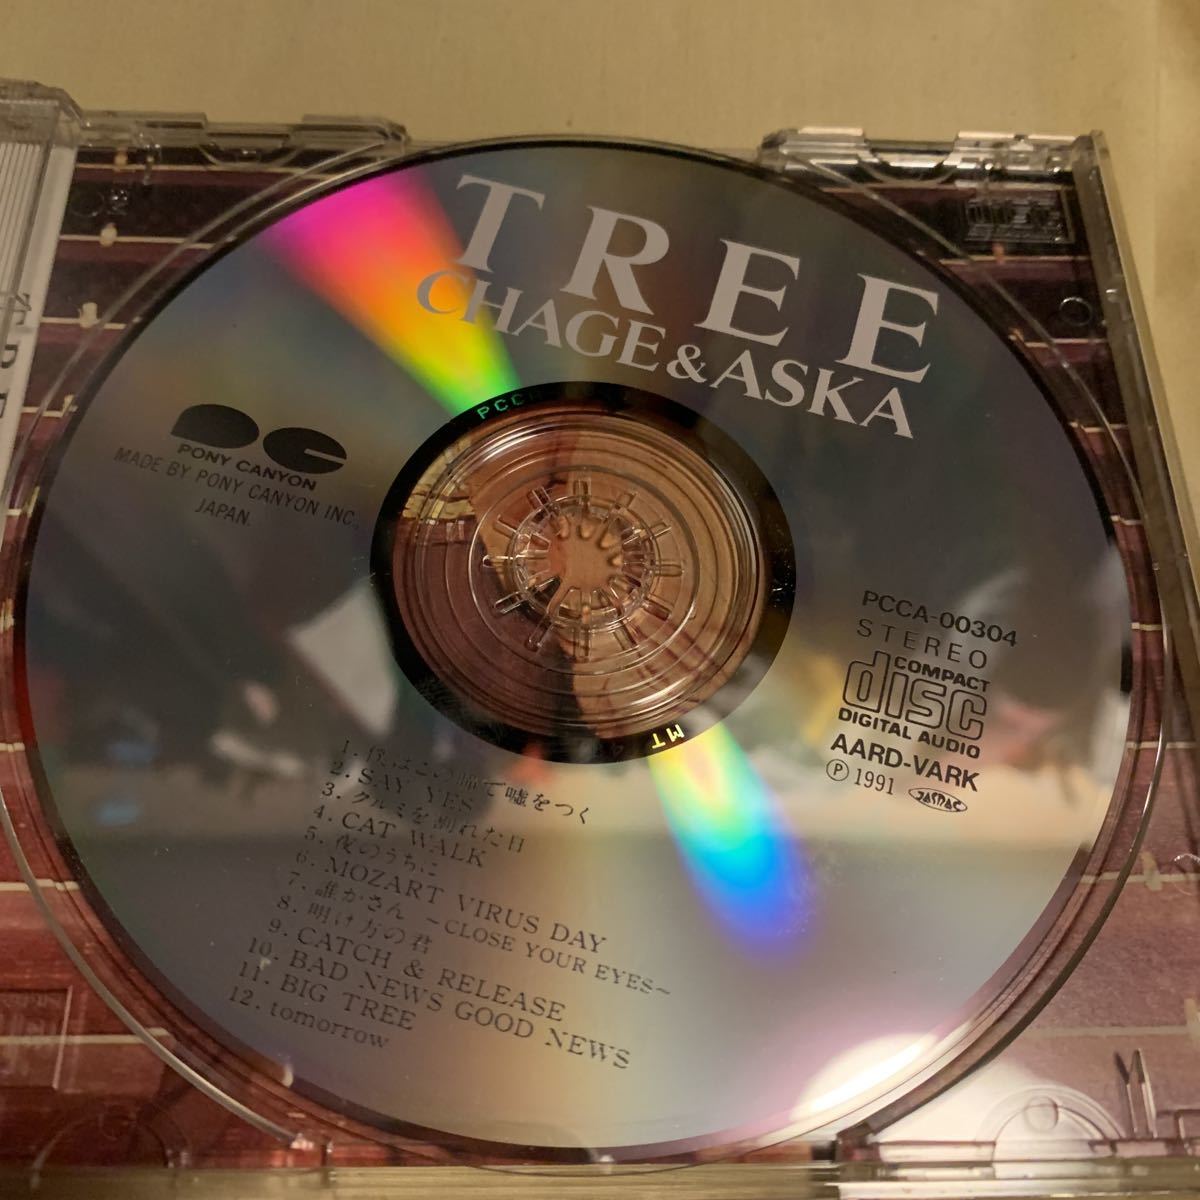 TREE
CHAGE&ASKA
PCC
PONY CANYON
MADE BY PONY CANYON INC.,
JAPAN.
PCCA-00304
STEREO
COMPACT
disc
DIGITAL AUDIO
AARD-VARK
Ⓟ 1991 JASRAC
MT
1. 僕はこの瞳で嘘をつく
2. SAY YES
3. クルミを割れた日
4. CAT WALK
5. 夜のうちに
6. MOZART VIRUS DAY
7. 誰かさん ~CLOSE YOUR EYES~
8. 明け方の君
9. CATCH & RELEASE
10. BAD NEWS GOOD NEWS
11. BIG TREE
12. tomorrow